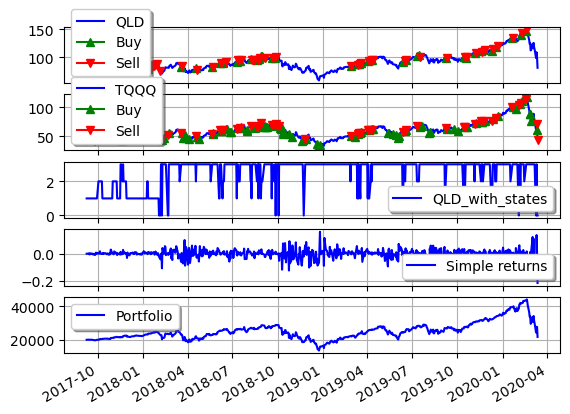 150
100
QLD
Buy
Sell
100
50
TQQQ
Buy
Sell
2
0
QLD_with_states
0.0
−0.2
Simple returns
40000
20000
Portfolio
2017-10
2018-01
2018-04
2018-07
2018-10
2019-01
2019-04
2019-07
2019-10
2020-01
2020-04